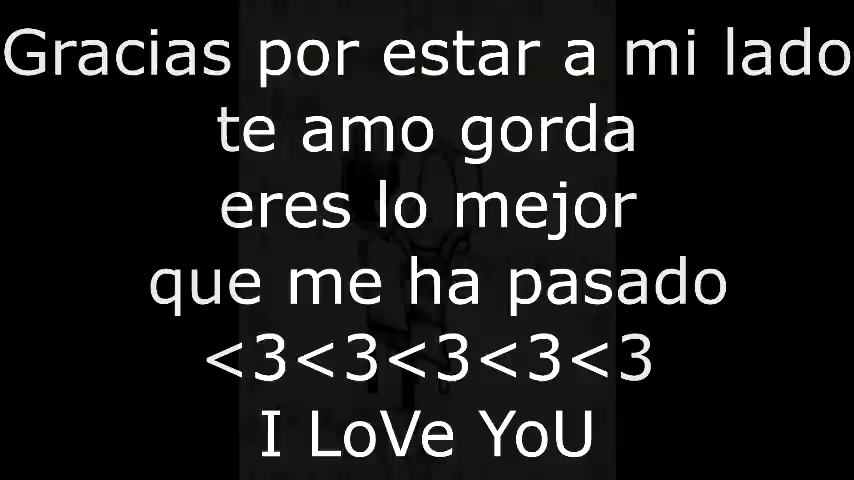 Gracias por estar a mi lado
te amo gorda
eres lo mejor
que me ha pasado
<3<3<3<3<3
I LoVe YoU